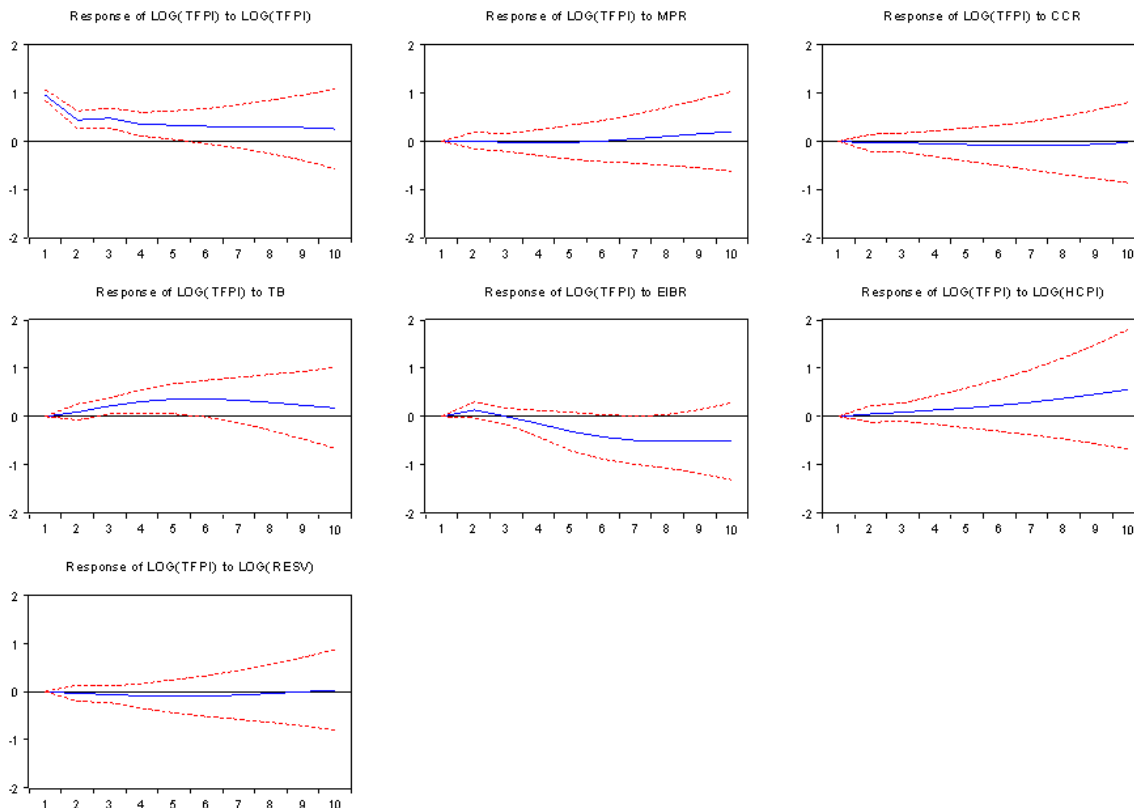 Response of LOG(TFPI) to LOG(TFPI)
2
1
0
-1
-2
1 2 3 4 5 6 7 8 9 10
Response of LOG(TFPI) to MPR
2
1
0
-1
-2
1 2 3 4 5 6 7 8 9 10
Response of LOG(TFPI) to CCR
2
1
0
-1
-2
1 2 3 4 5 6 7 8 9 10
Response of LOG(TFPI) to TB
2
1
0
-1
-2
1 2 3 4 5 6 7 8 9 10
Response of LOG(TFPI) to EIBR
2
1
0
-1
-2
1 2 3 4 5 6 7 8 9 10
Response of LOG(TFPI) to LOG(HCPI)
2
1
0
-1
-2
1 2 3 4 5 6 7 8 9 10
Response of LOG(TFPI) to LOG(RESV)
2
1
0
-1
-2
1 2 3 4 5 6 7 8 9 10